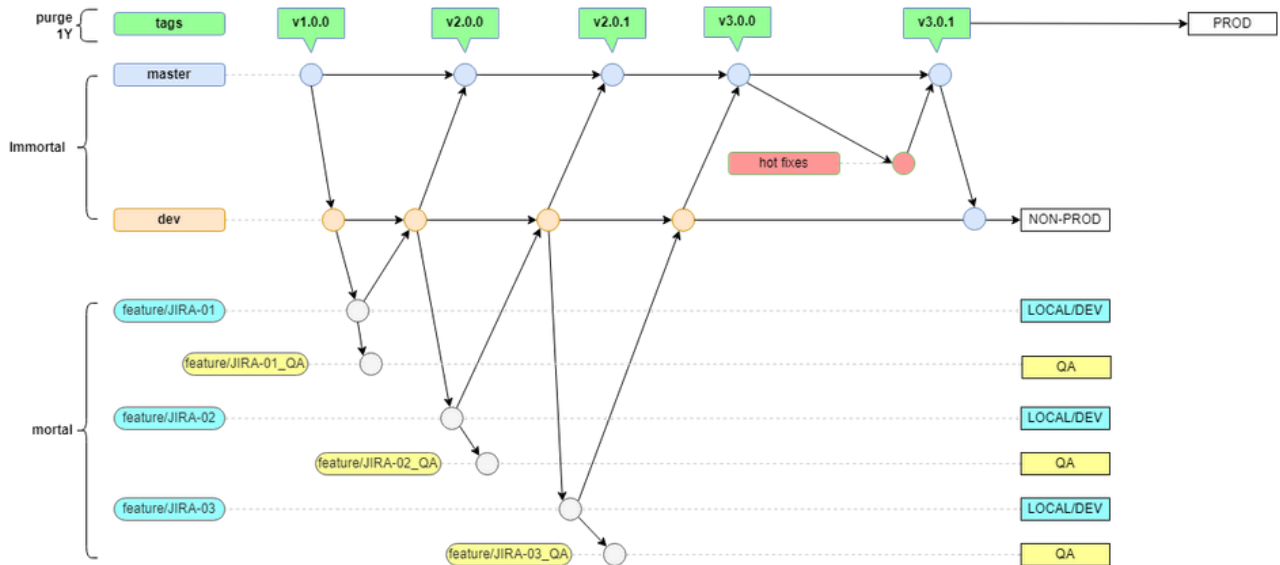 purge
1Y
tags
v1.0.0
v2.0.0
v2.0.1
v3.0.0
v3.0.1
PROD
master
Immortal
hot fixes
dev
NON-PROD
feature/JIRA-01
LOCAL/DEV
feature/JIRA-01_QA
QA
mortal
feature/JIRA-02
LOCAL/DEV
feature/JIRA-02_QA
QA
feature/JIRA-03
LOCAL/DEV
feature/JIRA-03_QA
QA